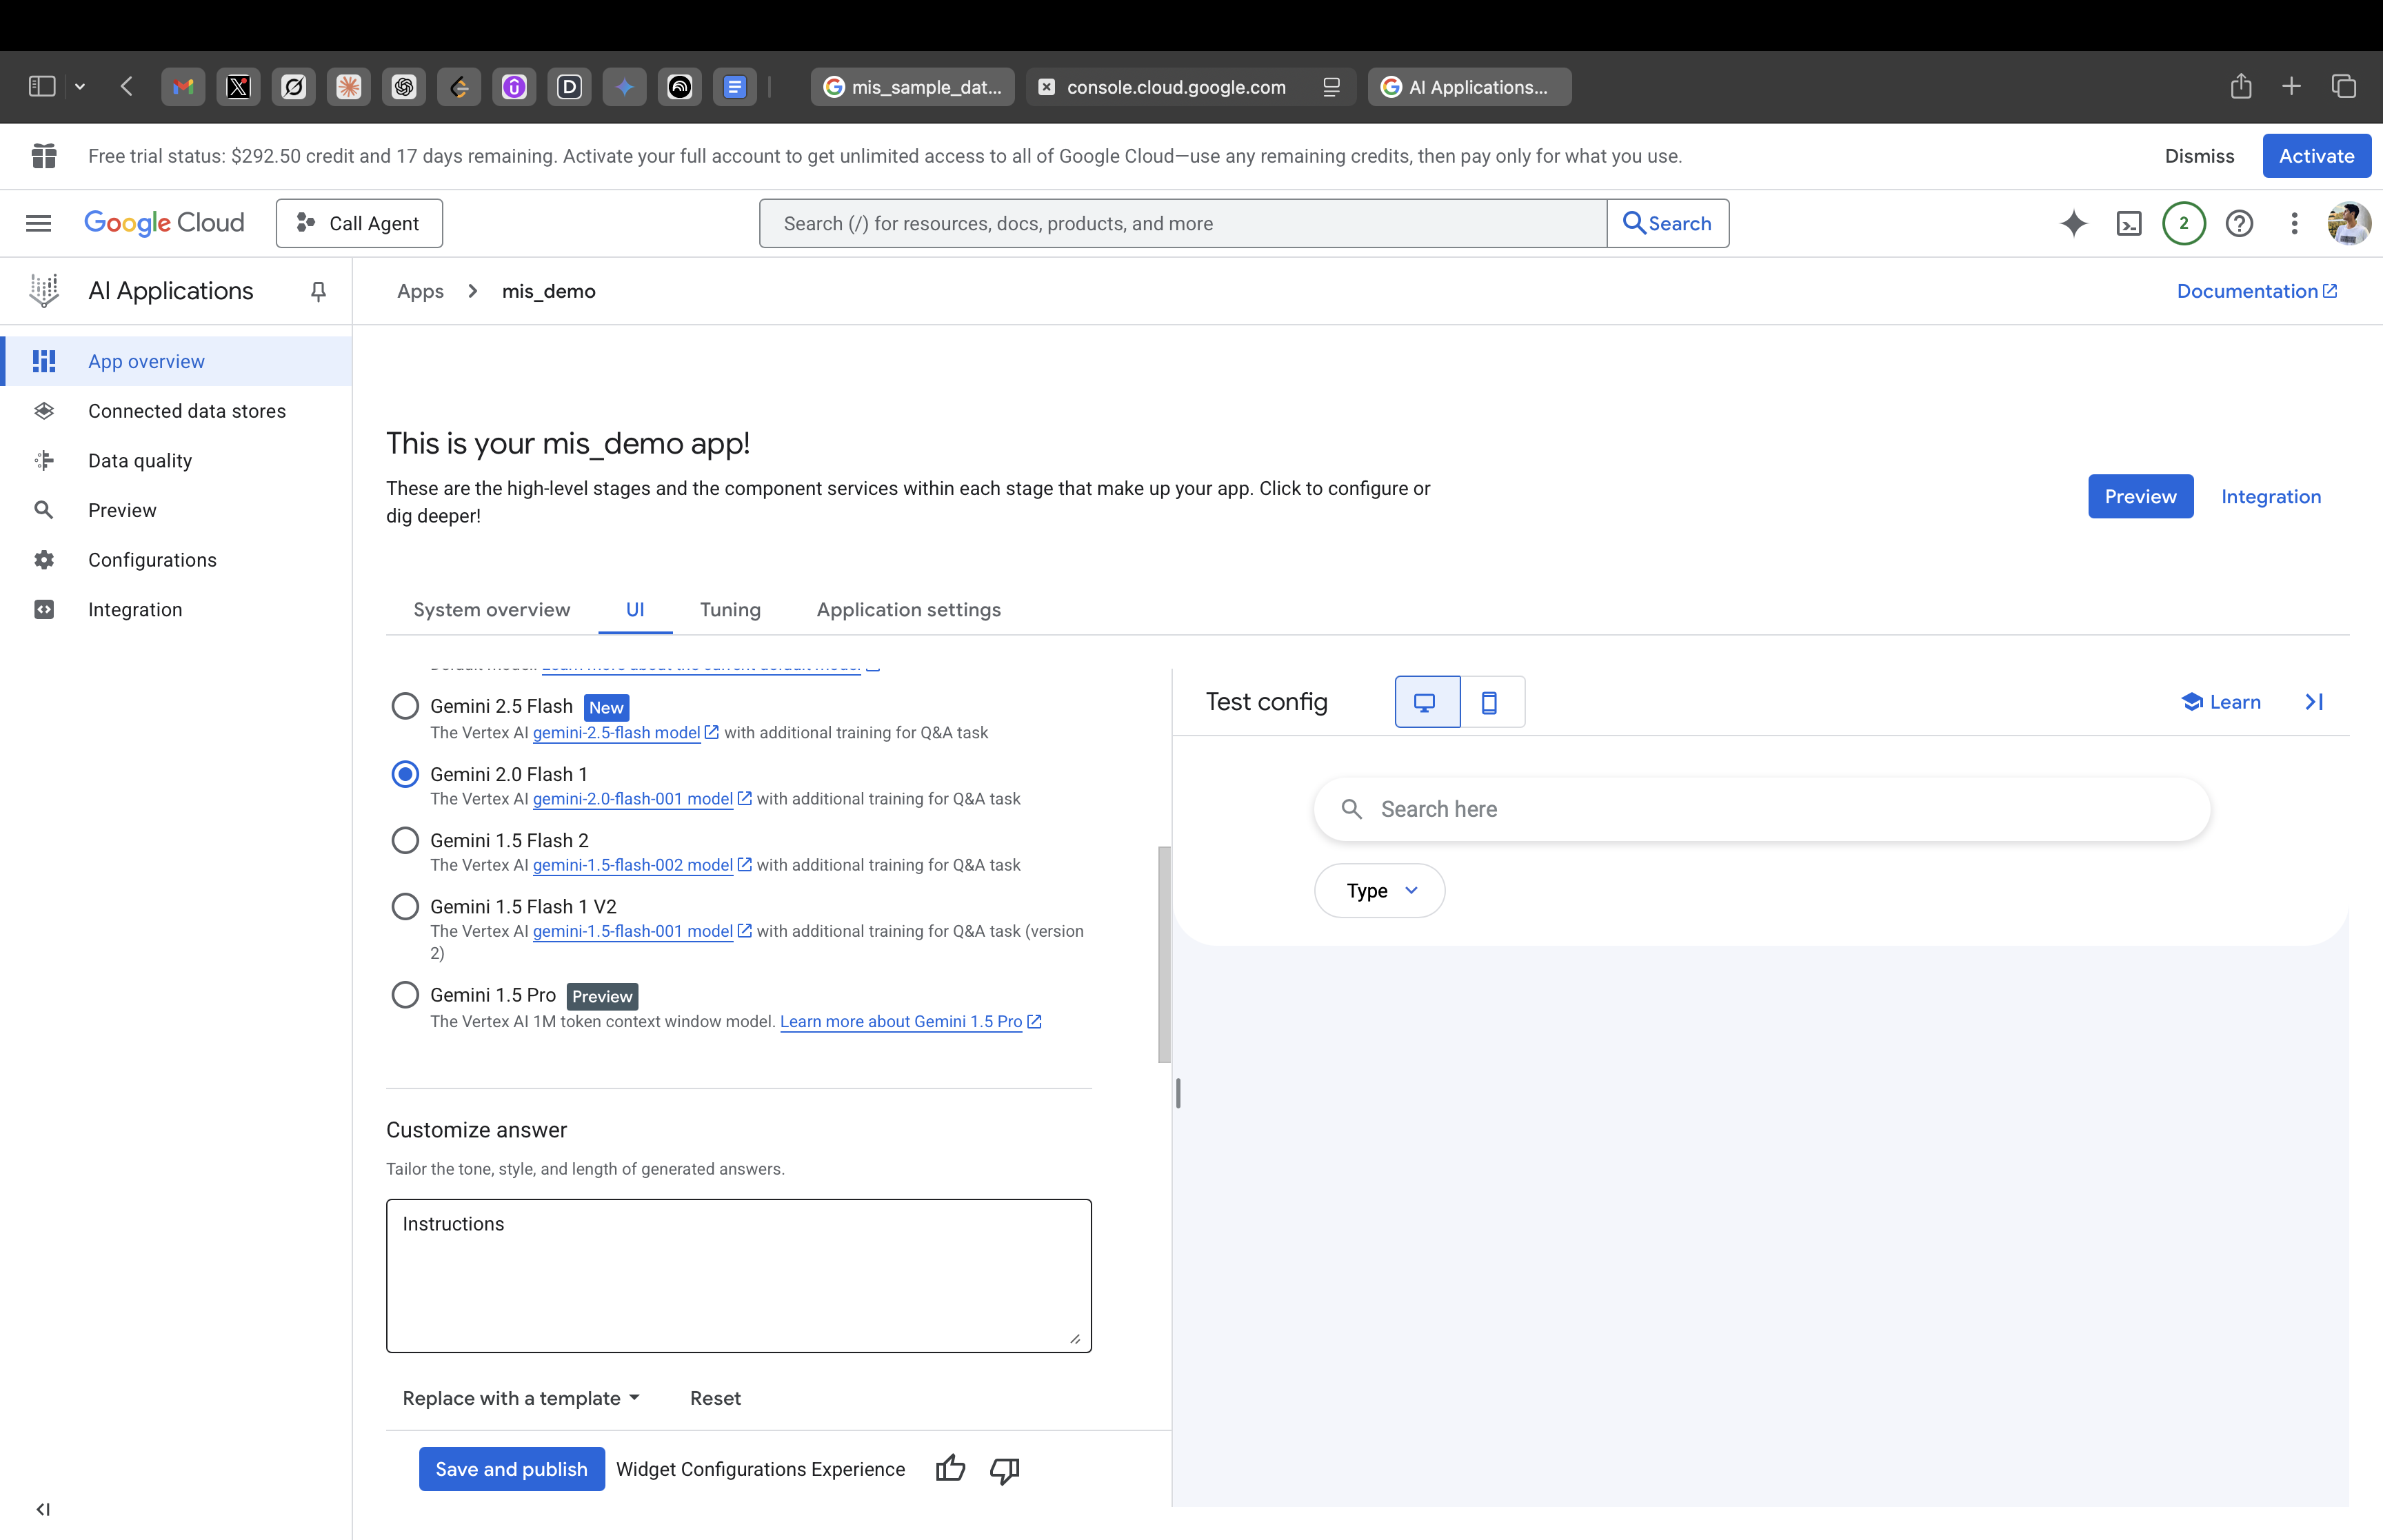 mis_sample_dat...
console.cloud.google.com
AI Applications...
Free trial status: $292.50 credit and 17 days remaining. Activate your full account to get unlimited access to all of Google Cloud—use any remaining credits, then pay only for what you use.
Dismiss
Activate
Google Cloud
Call Agent
Search (/) for resources, docs, products, and more
Search
2
AI Applications
Apps
mis_demo
Documentation
App overview
Connected data stores
Data quality
Preview
Configurations
Integration
This is your mis_demo app!
These are the high-level stages and the component services within each stage that make up your app. Click to configure or
dig deeper!
Preview
Integration
System overview
UI
Tuning
Application settings
Default model. Learn more about the current default model
Gemini 2.5 Flash New
The Vertex AI gemini-2.5-flash model with additional training for Q&A task
Gemini 2.0 Flash 1
The Vertex AI gemini-2.0-flash-001 model with additional training for Q&A task
Gemini 1.5 Flash 2
The Vertex AI gemini-1.5-flash-002 model with additional training for Q&A task
Gemini 1.5 Flash 1 V2
The Vertex AI gemini-1.5-flash-001 model with additional training for Q&A task (version
2)
Gemini 1.5 Pro Preview
The Vertex AI 1M token context window model. Learn more about Gemini 1.5 Pro
Customize answer
Tailor the tone, style, and length of generated answers.
Instructions
Replace with a template
Reset
Save and publish
Widget Configurations Experience
Test config
Learn
Search here
Type